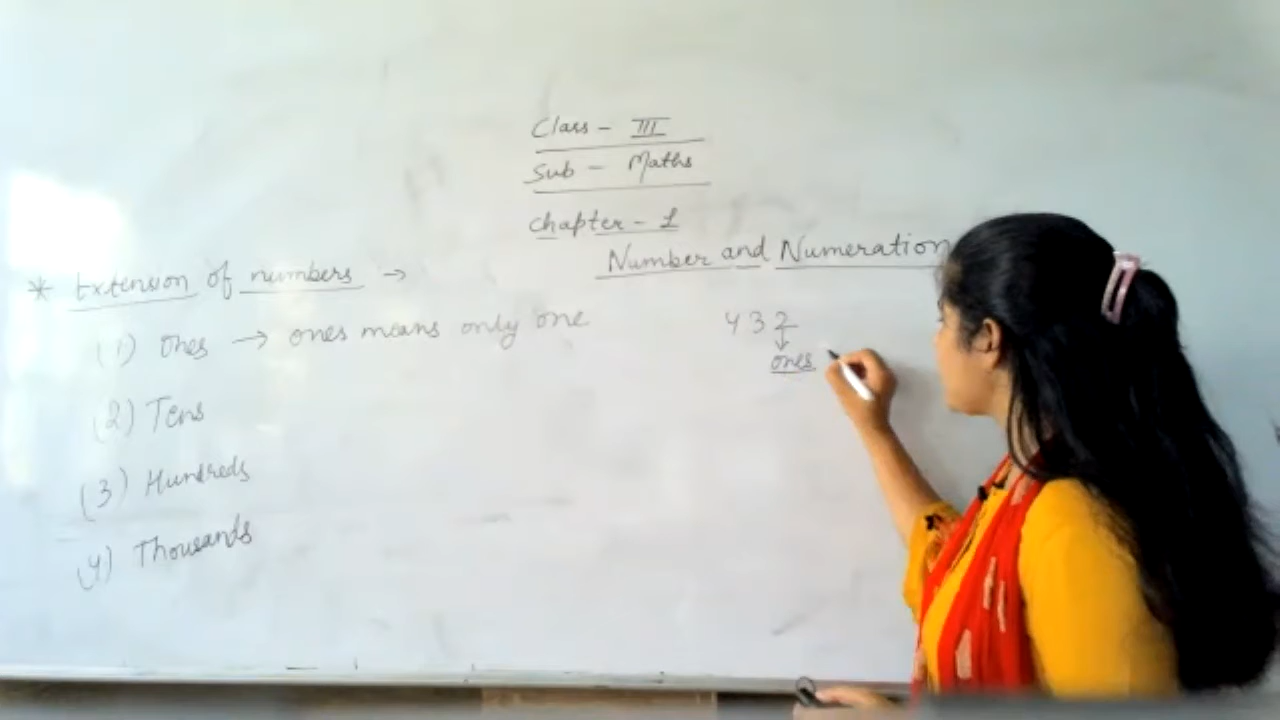 Class - III
Sub - Maths
Chapter - 1
Number and Numeration
* Extension of numbers →
(1) Ones → ones means only one
(2) Tens
(3) Hundreds
(4) Thousands
432
↓
ones